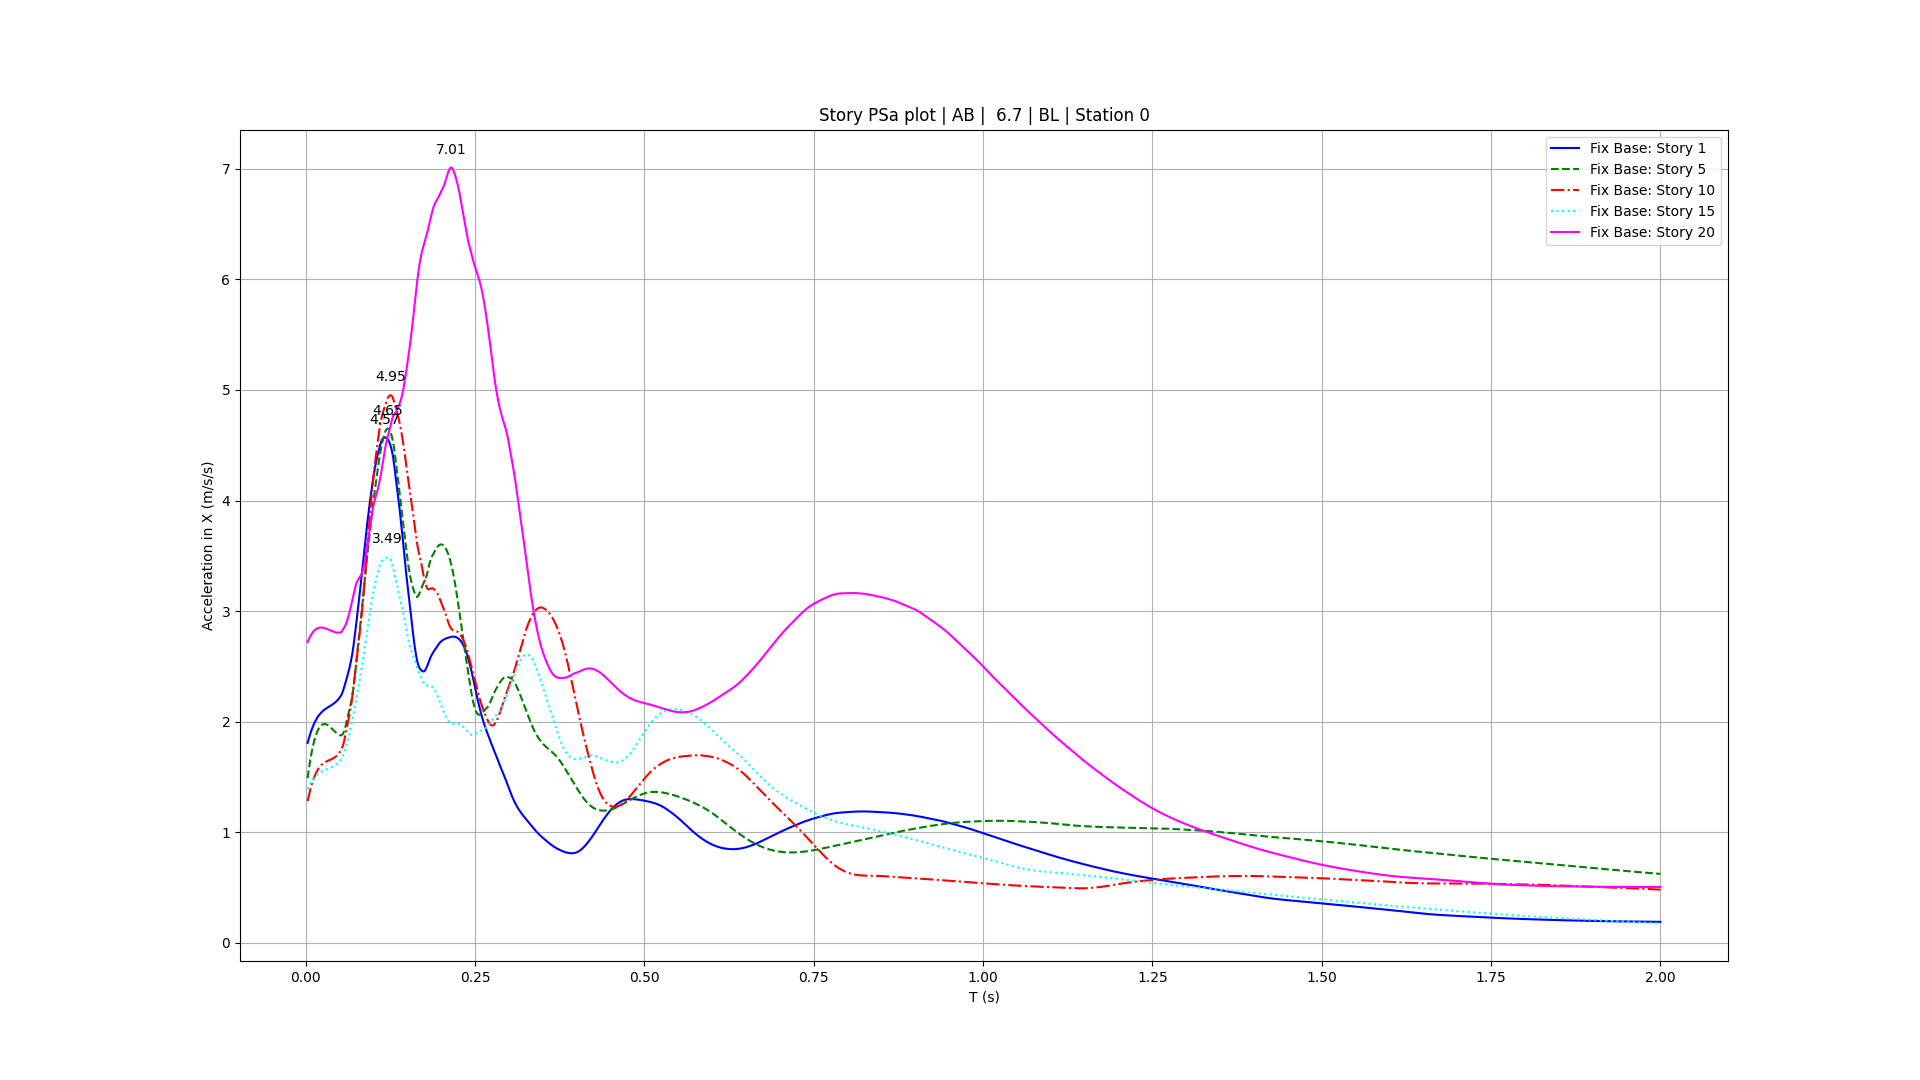 Story PSa plot | AB |  6.7 | BL | Station 0
7.01
4.95
4.65
4.57
3.49
Fix Base: Story 1
Fix Base: Story 5
Fix Base: Story 10
Fix Base: Story 15
Fix Base: Story 20
Acceleration in X (m/s/s)
7
6
5
4
3
2
1
0
0.00 0.25 0.50 0.75 1.00 1.25 1.50 1.75 2.00
T (s)